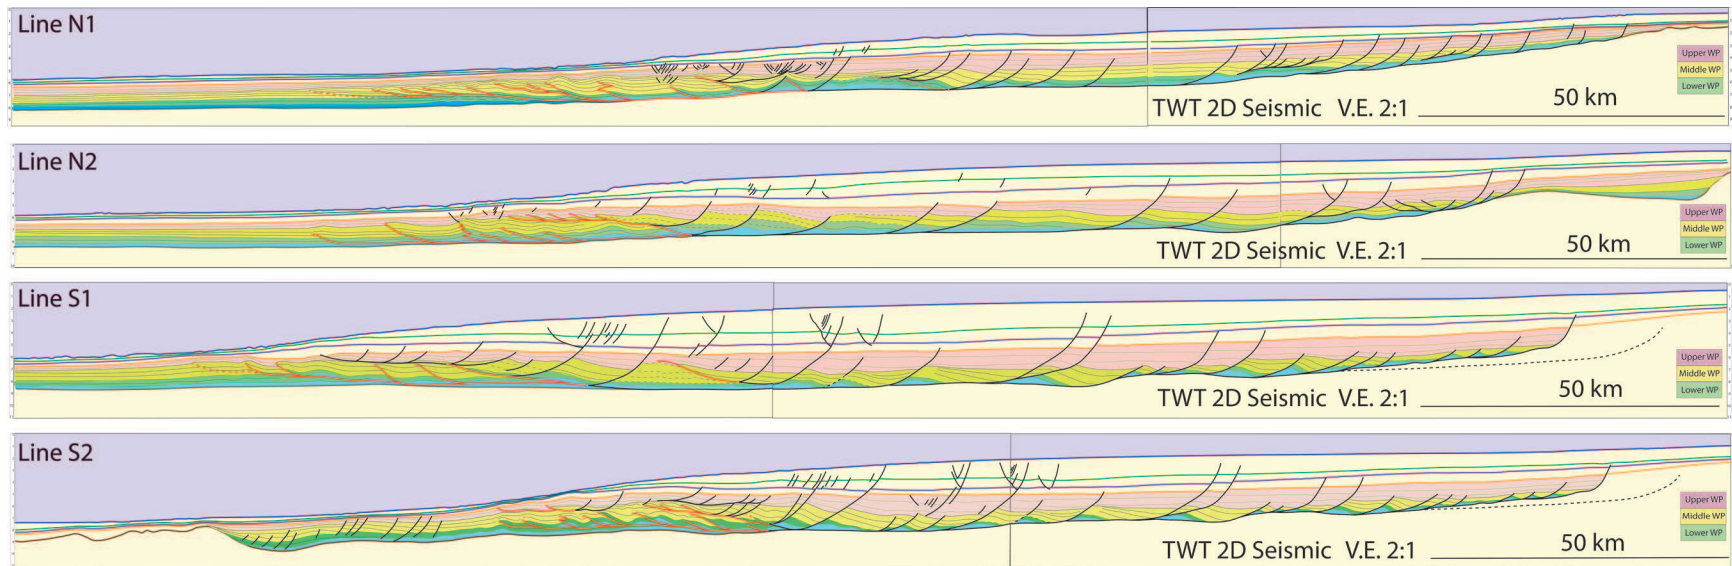 Line N1
Upper WP
Middle WP
Lower WP
TWT 2D Seismic V.E. 2:1
50 km
Line N2
Upper WP
Middle WP
Lower WP
TWT 2D Seismic V.E. 2:1
50 km
Line S1
Upper WP
Middle WP
Lower WP
TWT 2D Seismic V.E. 2:1
50 km
Line S2
Upper WP
Middle WP
Lower WP
TWT 2D Seismic V.E. 2:1
50 km